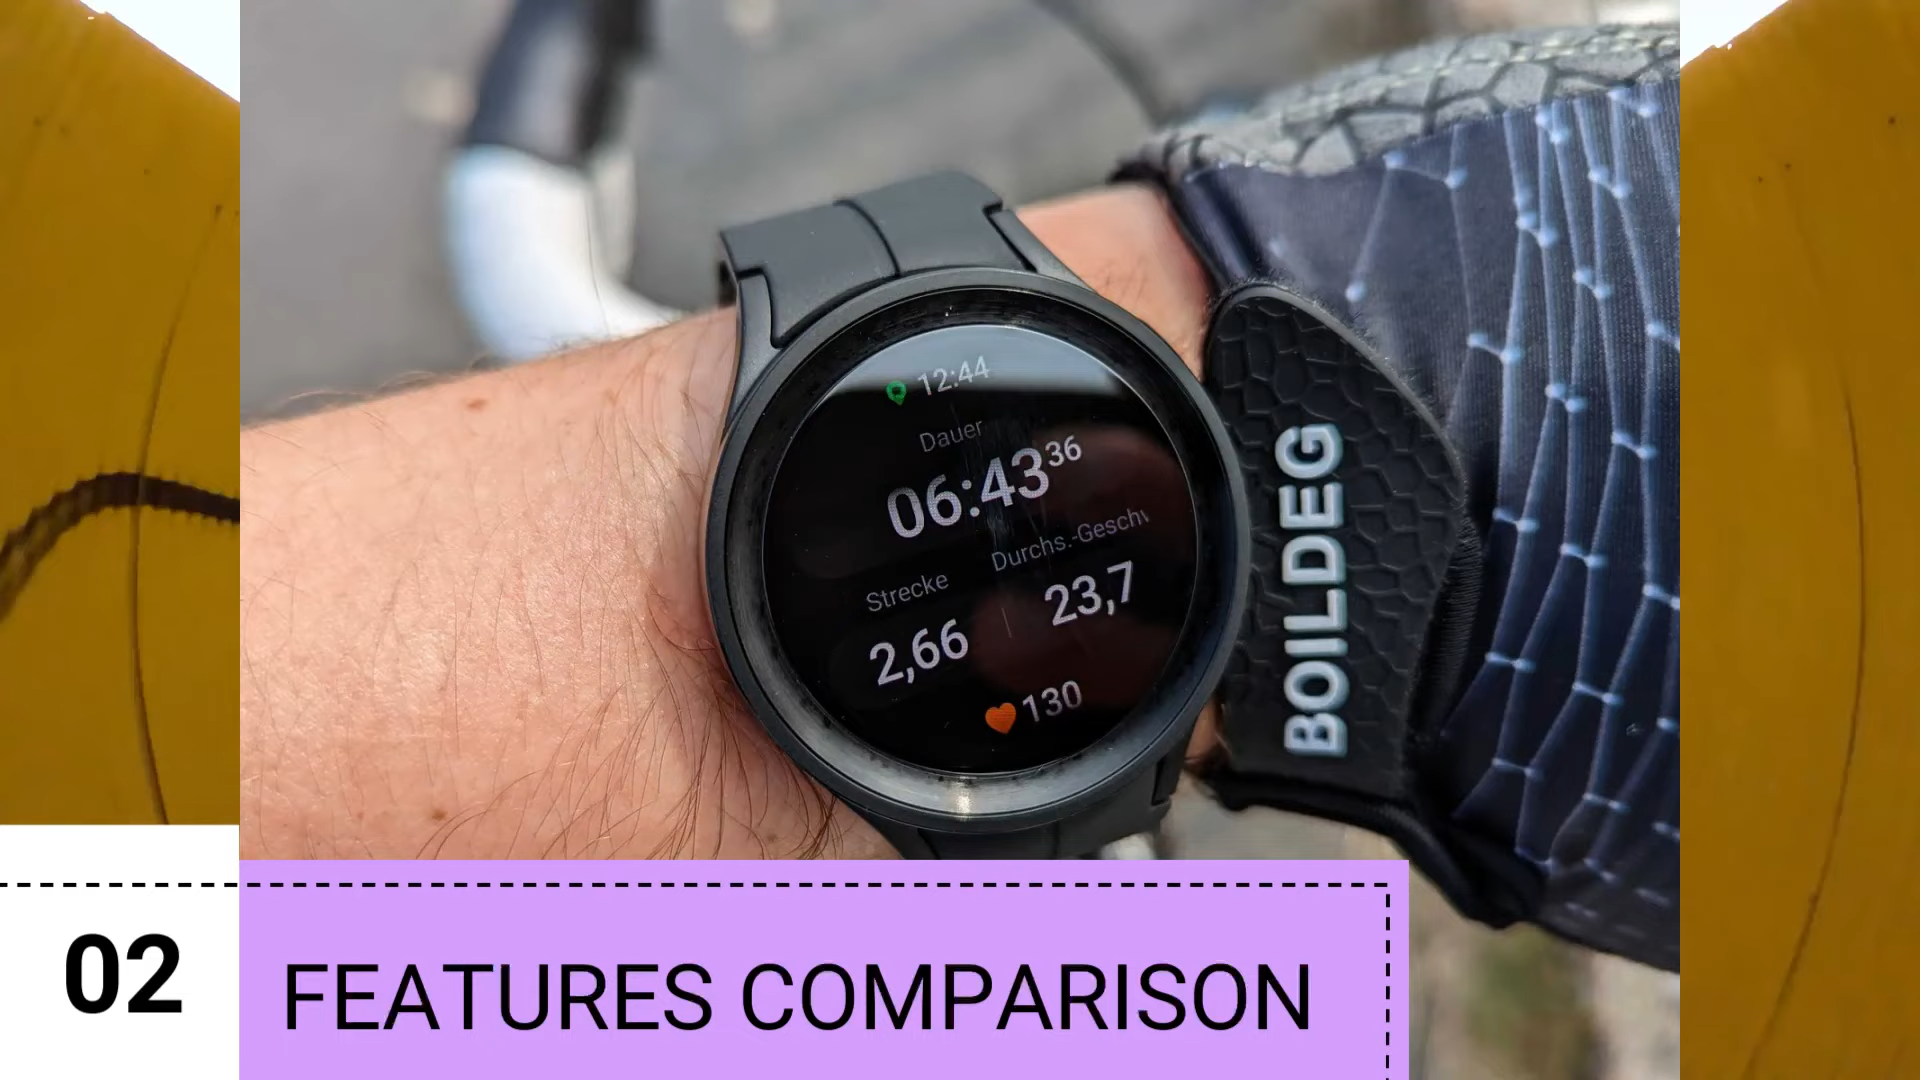 12:44
Dauer
06:43 36
Durchs.-Geschw
Strecke
23,7
2,66
130
BOILDEG
02
FEATURES COMPARISON